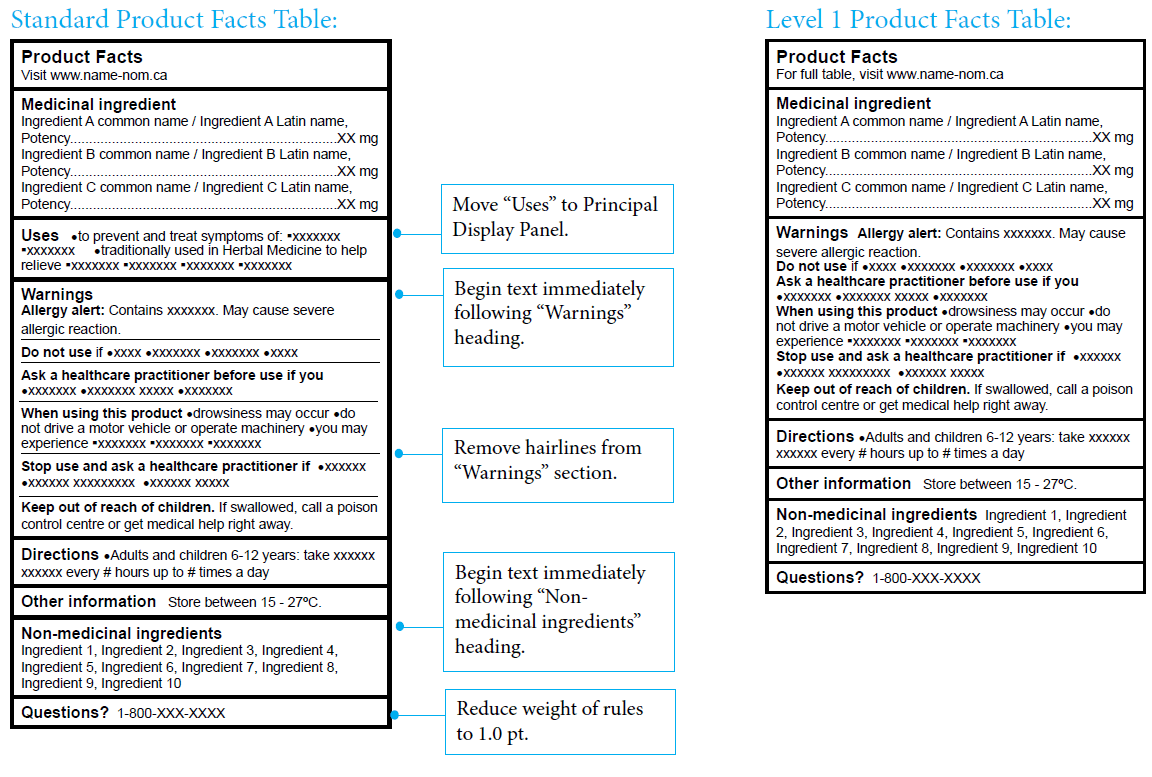 Standard Product Facts Table:
Product Facts
Visit www.name-nom.ca
Medicinal ingredient
Ingredient A common name / Ingredient A Latin name,
Potency.......................................................................XX mg
Ingredient B common name / Ingredient B Latin name,
Potency.......................................................................XX mg
Ingredient C common name / Ingredient C Latin name,
Potency.......................................................................XX mg
Uses •to prevent and treat symptoms of: ▪xxxxxxx
▪xxxxxxx •traditionally used in Herbal Medicine to help
relieve ▪xxxxxxx ▪xxxxxxx ▪xxxxxxx ▪xxxxxxx
Warnings
Allergy alert: Contains xxxxxxx. May cause severe
allergic reaction.
Do not use if •xxxx •xxxxxxx •xxxxxxx •xxxx
Ask a healthcare practitioner before use if you
•xxxxxxx •xxxxxxx xxxxx •xxxxxxx
When using this product •drowsiness may occur •do
not drive a motor vehicle or operate machinery •you may
experience ▪xxxxxxx ▪xxxxxxx ▪xxxxxxx
Stop use and ask a healthcare practitioner if •xxxxxx
•xxxxxx xxxxxxxxx •xxxxxx xxxxx
Keep out of reach of children. If swallowed, call a poison
control centre or get medical help right away.
Directions •Adults and children 6-12 years: take xxxxxx
xxxxxx every # hours up to # times a day
Other information Store between 15 - 27ºC.
Non-medicinal ingredients
Ingredient 1, Ingredient 2, Ingredient 3, Ingredient 4,
Ingredient 5, Ingredient 6, Ingredient 7, Ingredient 8,
Ingredient 9, Ingredient 10
Questions? 1-800-XXX-XXXX
Move “Uses” to Principal
Display Panel.
Begin text immediately
following “Warnings”
heading.
Remove hairlines from
“Warnings” section.
Begin text immediately
following “Non-
medicinal ingredients”
heading.
Reduce weight of rules
to 1.0 pt.
Level 1 Product Facts Table:
Product Facts
For full table, visit www.name-nom.ca
Medicinal ingredient
Ingredient A common name / Ingredient A Latin name,
Potency.......................................................................XX mg
Ingredient B common name / Ingredient B Latin name,
Potency.......................................................................XX mg
Ingredient C common name / Ingredient C Latin name,
Potency.......................................................................XX mg
Warnings Allergy alert: Contains xxxxxxx. May cause
severe allergic reaction.
Do not use if •xxxx •xxxxxxx •xxxxxxx •xxxx
Ask a healthcare practitioner before use if you
•xxxxxxx •xxxxxxx xxxxx •xxxxxxx
When using this product •drowsiness may occur •do
not drive a motor vehicle or operate machinery •you may
experience ▪xxxxxxx ▪xxxxxxx ▪xxxxxxx
Stop use and ask a healthcare practitioner if •xxxxxx
•xxxxxx xxxxxxxxx •xxxxxx xxxxx
Keep out of reach of children. If swallowed, call a poison
control centre or get medical help right away.
Directions •Adults and children 6-12 years: take xxxxxx
xxxxxx every # hours up to # times a day
Other information Store between 15 - 27ºC.
Non-medicinal ingredients Ingredient 1, Ingredient
2, Ingredient 3, Ingredient 4, Ingredient 5, Ingredient 6,
Ingredient 7, Ingredient 8, Ingredient 9, Ingredient 10
Questions? 1-800-XXX-XXXX